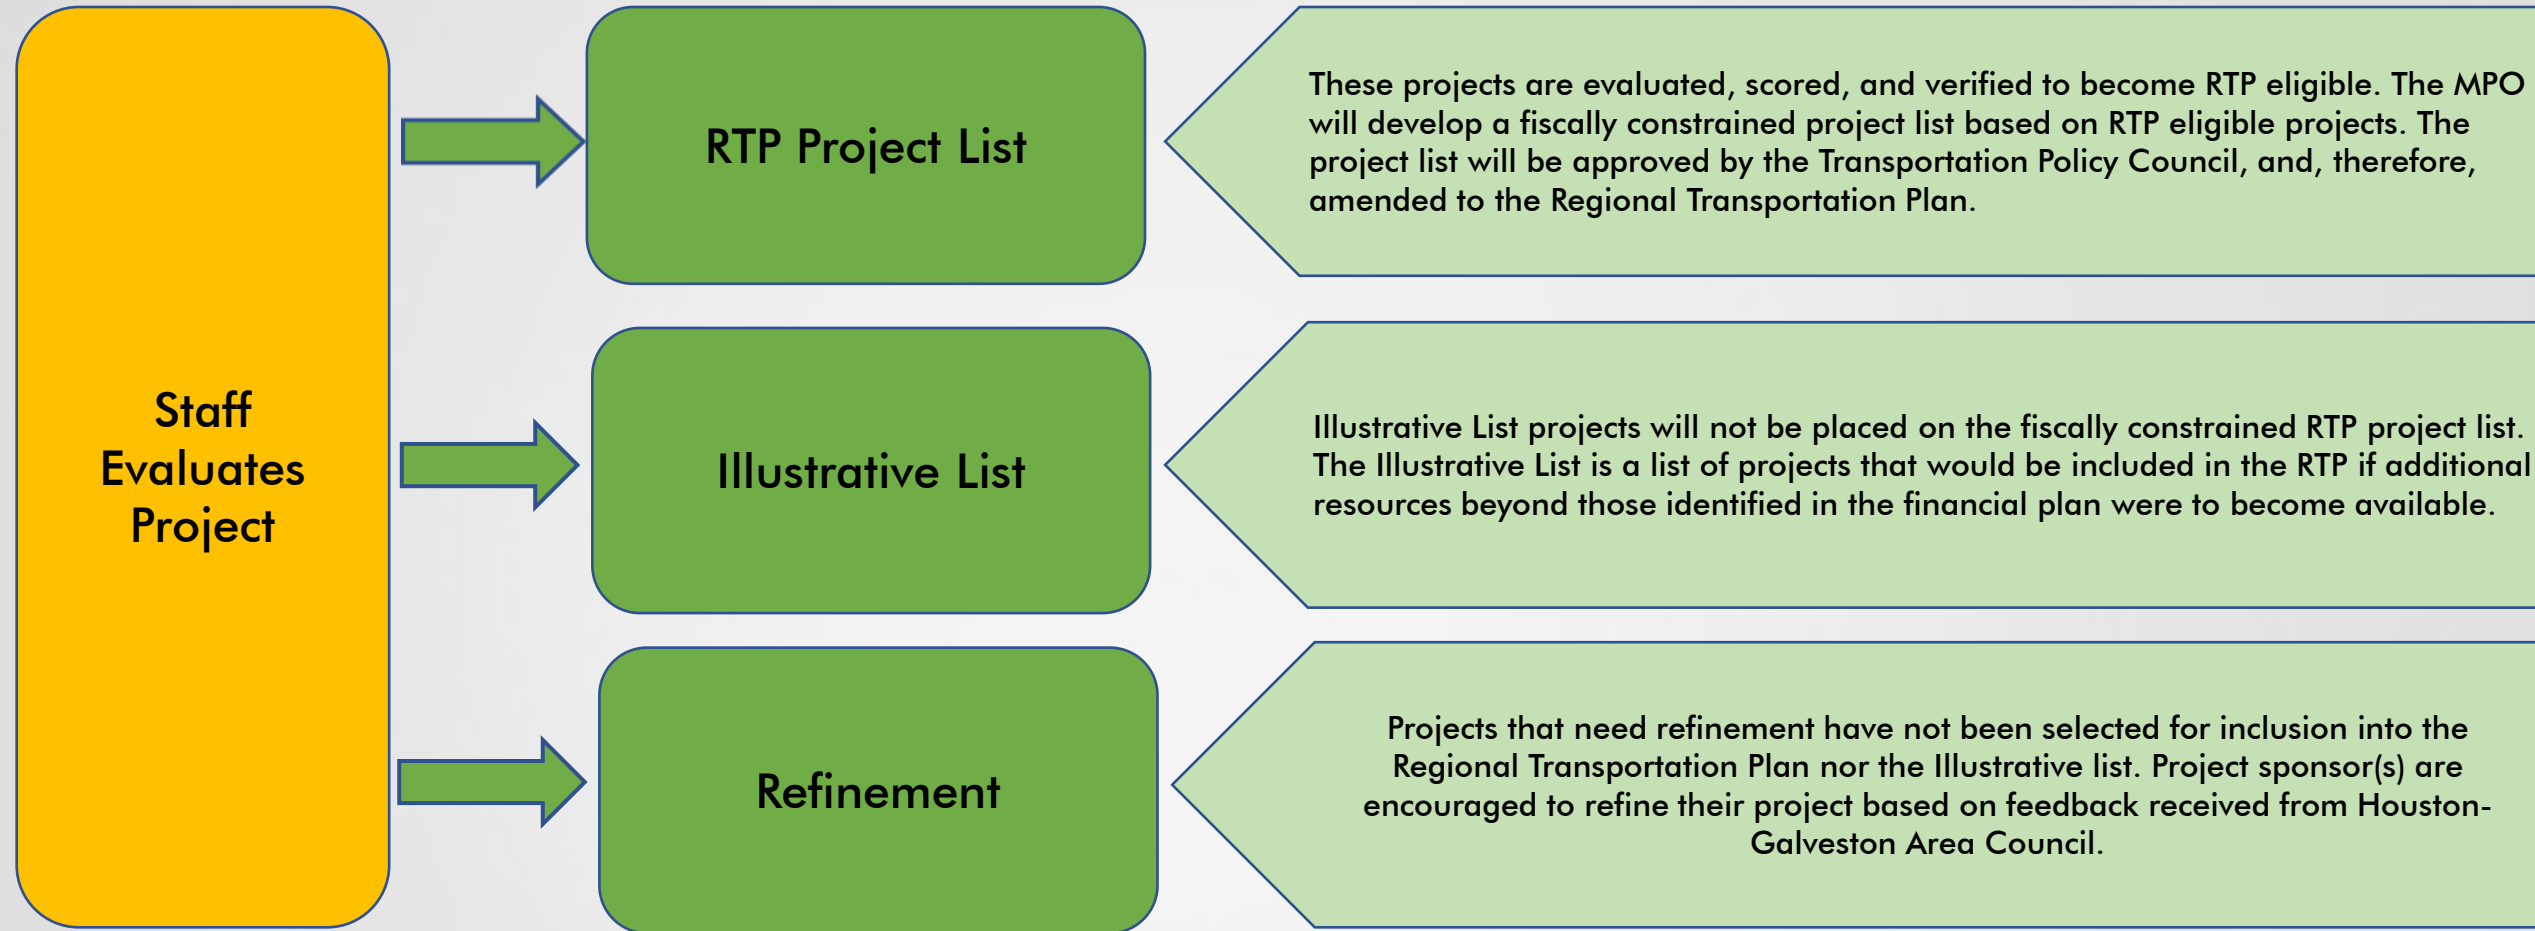 Staff
Evaluates
Project
RTP Project List
These projects are evaluated, scored, and verified to become RTP eligible. The MPO
will develop a fiscally constrained project list based on RTP eligible projects. The
project list will be approved by the Transportation Policy Council, and, therefore,
amended to the Regional Transportation Plan.
Illustrative List
Illustrative List projects will not be placed on the fiscally constrained RTP project list.
The Illustrative List is a list of projects that would be included in the RTP if additional
resources beyond those identified in the financial plan were to become available.
Refinement
Projects that need refinement have not been selected for inclusion into the
Regional Transportation Plan nor the Illustrative list. Project sponsor(s) are
encouraged to refine their project based on feedback received from Houston-
Galveston Area Council.